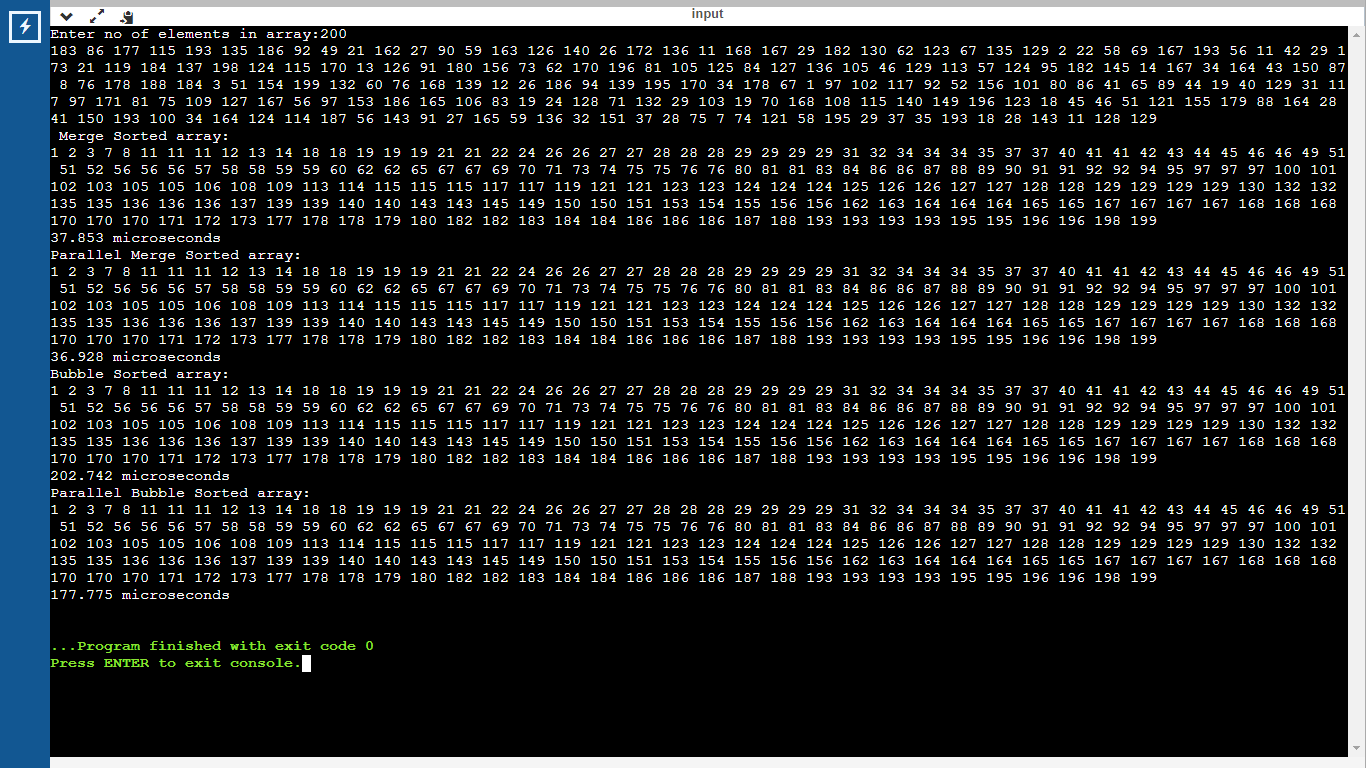 input
Enter no of elements in array:200
183 86 177 115 193 135 186 92 49 21 162 27 90 59 163 126 140 26 172 136 11 168 167 29 182 130 62 123 67 135 129 2 22 58 69 167 193 56 11 42 29 1
73 21 119 184 137 198 124 115 170 13 126 91 180 156 73 62 170 196 81 105 125 84 127 136 105 46 129 113 57 124 95 182 145 14 167 34 164 43 150 87
8 76 178 188 184 3 51 154 199 132 60 76 168 139 12 26 186 94 139 195 170 34 178 67 1 97 102 117 92 52 156 101 80 86 41 65 89 44 19 40 129 31 11
7 97 171 81 75 109 127 167 56 97 153 186 165 106 83 19 24 128 71 132 29 103 19 70 168 108 115 140 149 196 123 18 45 46 51 121 155 179 88 164 28
41 150 193 100 34 164 124 114 187 56 143 91 27 165 59 136 32 151 37 28 75 7 74 121 58 195 29 37 35 193 18 28 143 11 128 129
Merge Sorted array:
1 2 3 7 8 11 11 11 12 13 14 18 18 19 19 19 21 21 22 24 26 26 27 27 28 28 28 29 29 29 29 31 32 34 34 34 35 37 37 40 41 41 42 43 44 45 46 46 49 51
51 52 56 56 56 57 58 58 59 59 60 62 62 65 67 67 69 70 71 73 74 75 75 76 76 80 81 81 83 84 86 86 87 88 89 90 91 91 92 92 94 95 97 97 97 100 101
102 103 105 105 106 108 109 113 114 115 115 115 117 117 119 121 121 123 123 124 124 124 125 126 126 127 127 128 128 129 129 129 129 130 132 132
135 135 136 136 136 137 139 139 140 140 143 143 145 149 150 150 151 153 154 155 156 156 162 163 164 164 164 165 165 167 167 167 167 168 168 168
170 170 170 171 172 173 177 178 178 179 180 182 182 183 184 184 186 186 186 187 188 193 193 193 193 195 195 196 196 198 199
37.853 microseconds
Parallel Merge Sorted array:
1 2 3 7 8 11 11 11 12 13 14 18 18 19 19 19 21 21 22 24 26 26 27 27 28 28 28 29 29 29 29 31 32 34 34 34 35 37 37 40 41 41 42 43 44 45 46 46 49 51
51 52 56 56 56 57 58 58 59 59 60 62 62 65 67 67 69 70 71 73 74 75 75 76 76 80 81 81 83 84 86 86 87 88 89 90 91 91 92 92 94 95 97 97 97 100 101
102 103 105 105 106 108 109 113 114 115 115 115 117 117 119 121 121 123 123 124 124 124 125 126 126 127 127 128 128 129 129 129 129 130 132 132
135 135 136 136 136 137 139 139 140 140 143 143 145 149 150 150 151 153 154 155 156 156 162 163 164 164 164 165 165 167 167 167 167 168 168 168
170 170 170 171 172 173 177 178 178 179 180 182 182 183 184 184 186 186 186 187 188 193 193 193 193 195 195 196 196 198 199
36.928 microseconds
Bubble Sorted array:
1 2 3 7 8 11 11 11 12 13 14 18 18 19 19 19 21 21 22 24 26 26 27 27 28 28 28 29 29 29 29 31 32 34 34 34 35 37 37 40 41 41 42 43 44 45 46 46 49 51
51 52 56 56 56 57 58 58 59 59 60 62 62 65 67 67 69 70 71 73 74 75 75 76 76 80 81 81 83 84 86 86 87 88 89 90 91 91 92 92 94 95 97 97 97 100 101
102 103 105 105 106 108 109 113 114 115 115 115 117 117 119 121 121 123 123 124 124 124 125 126 126 127 127 128 128 129 129 129 129 130 132 132
135 135 136 136 136 137 139 139 140 140 143 143 145 149 150 150 151 153 154 155 156 156 162 163 164 164 164 165 165 167 167 167 167 168 168 168
170 170 170 171 172 173 177 178 178 179 180 182 182 183 184 184 186 186 186 187 188 193 193 193 193 195 195 196 196 198 199
202.742 microseconds
Parallel Bubble Sorted array:
1 2 3 7 8 11 11 11 12 13 14 18 18 19 19 19 21 21 22 24 26 26 27 27 28 28 28 29 29 29 29 31 32 34 34 34 35 37 37 40 41 41 42 43 44 45 46 46 49 51
51 52 56 56 56 57 58 58 59 59 60 62 62 65 67 67 69 70 71 73 74 75 75 76 76 80 81 81 83 84 86 86 87 88 89 90 91 91 92 92 94 95 97 97 97 100 101
102 103 105 105 106 108 109 113 114 115 115 115 117 117 119 121 121 123 123 124 124 124 125 126 126 127 127 128 128 129 129 129 129 130 132 132
135 135 136 136 136 137 139 139 140 140 143 143 145 149 150 150 151 153 154 155 156 156 162 163 164 164 164 165 165 167 167 167 167 168 168 168
170 170 170 171 172 173 177 178 178 179 180 182 182 183 184 184 186 186 186 187 188 193 193 193 193 195 195 196 196 198 199
177.775 microseconds
...Program finished with exit code 0
Press ENTER to exit console.